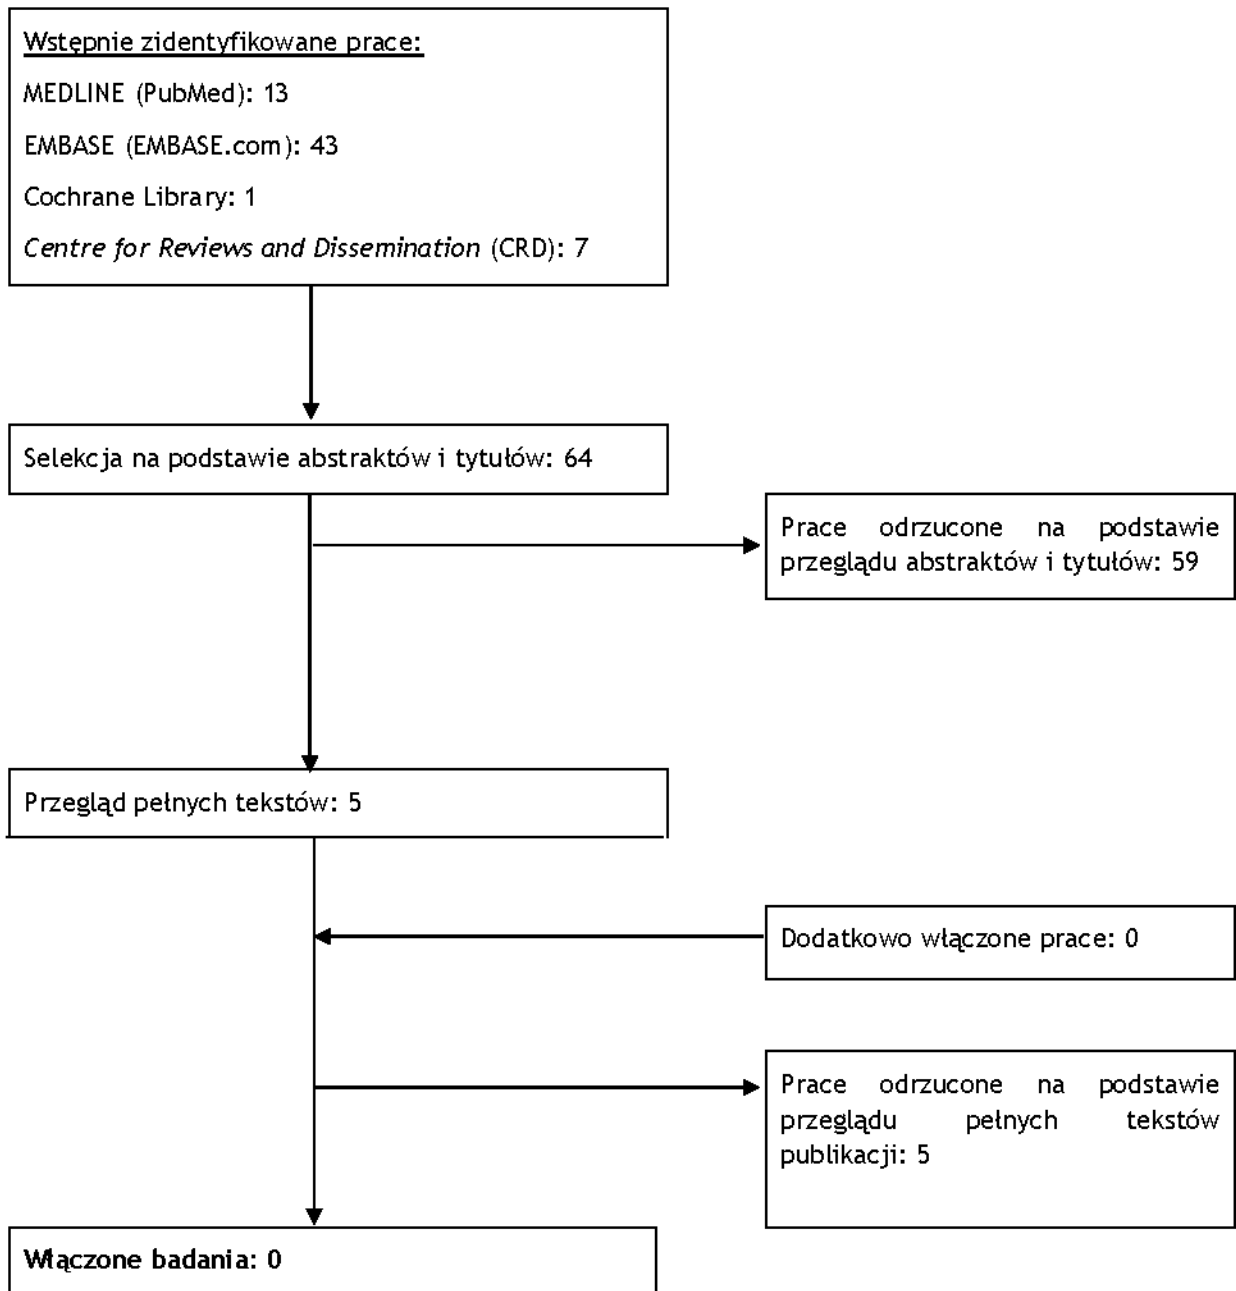 Wstępnie zidentyfikowane prace:
MEDLINE (PubMed): 13
EMBASE (EMBASE.com): 43
Cochrane Library: 1
Centre for Reviews and Dissemination (CRD): 7
Selekcja na podstawie abstraktów i tytułów: 64
Prace odrzucone na podstawie
przeglądu abstraktów i tytułów: 59
Przegląd pełnych tekstów: 5
Dodatkowo włączone prace: 0
Prace odrzucone na podstawie
przeglądu pełnych tekstów
publikacji: 5
Włączone badania: 0